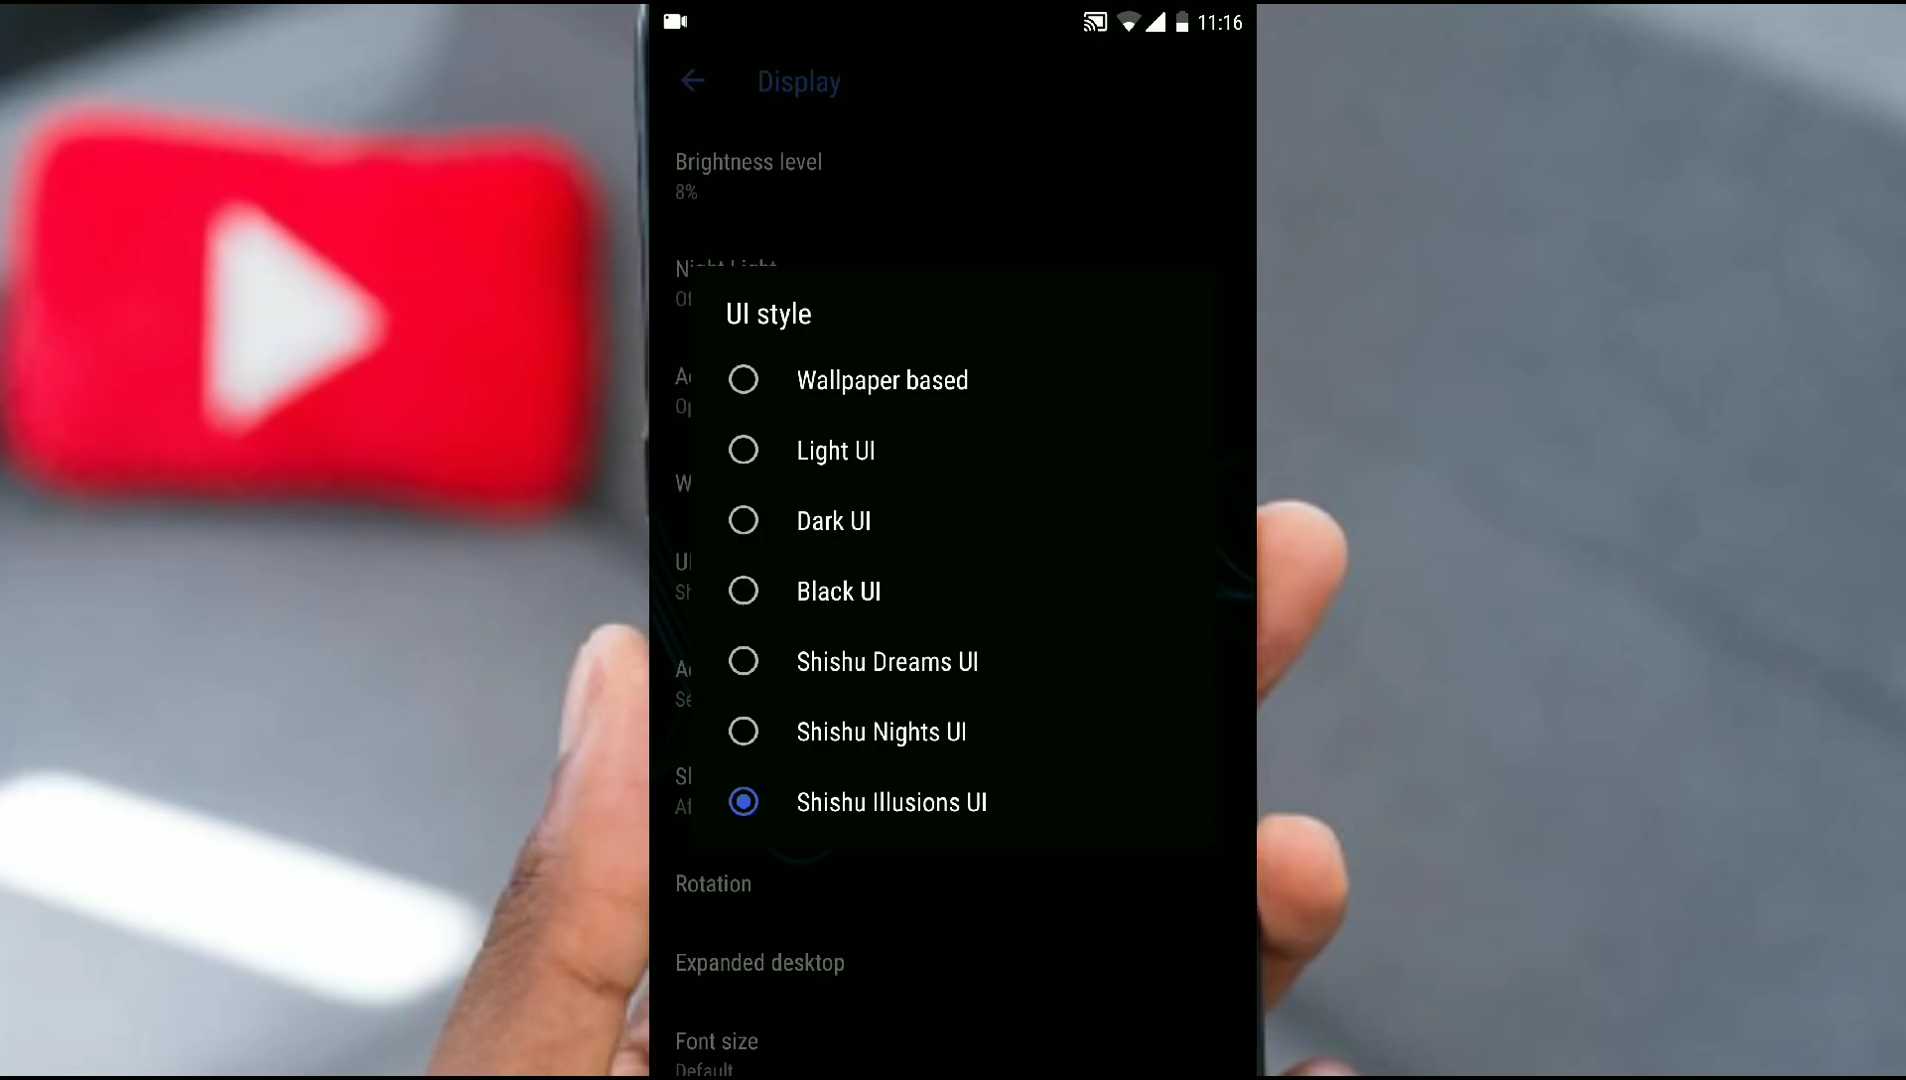 11:16
Display
Brightness level
8%
UI style
Wallpaper based
Light UI
Dark UI
Black UI
Shishu Dreams UI
Shishu Nights UI
Shishu Illusions UI
Rotation
Expanded desktop
Font size
Default